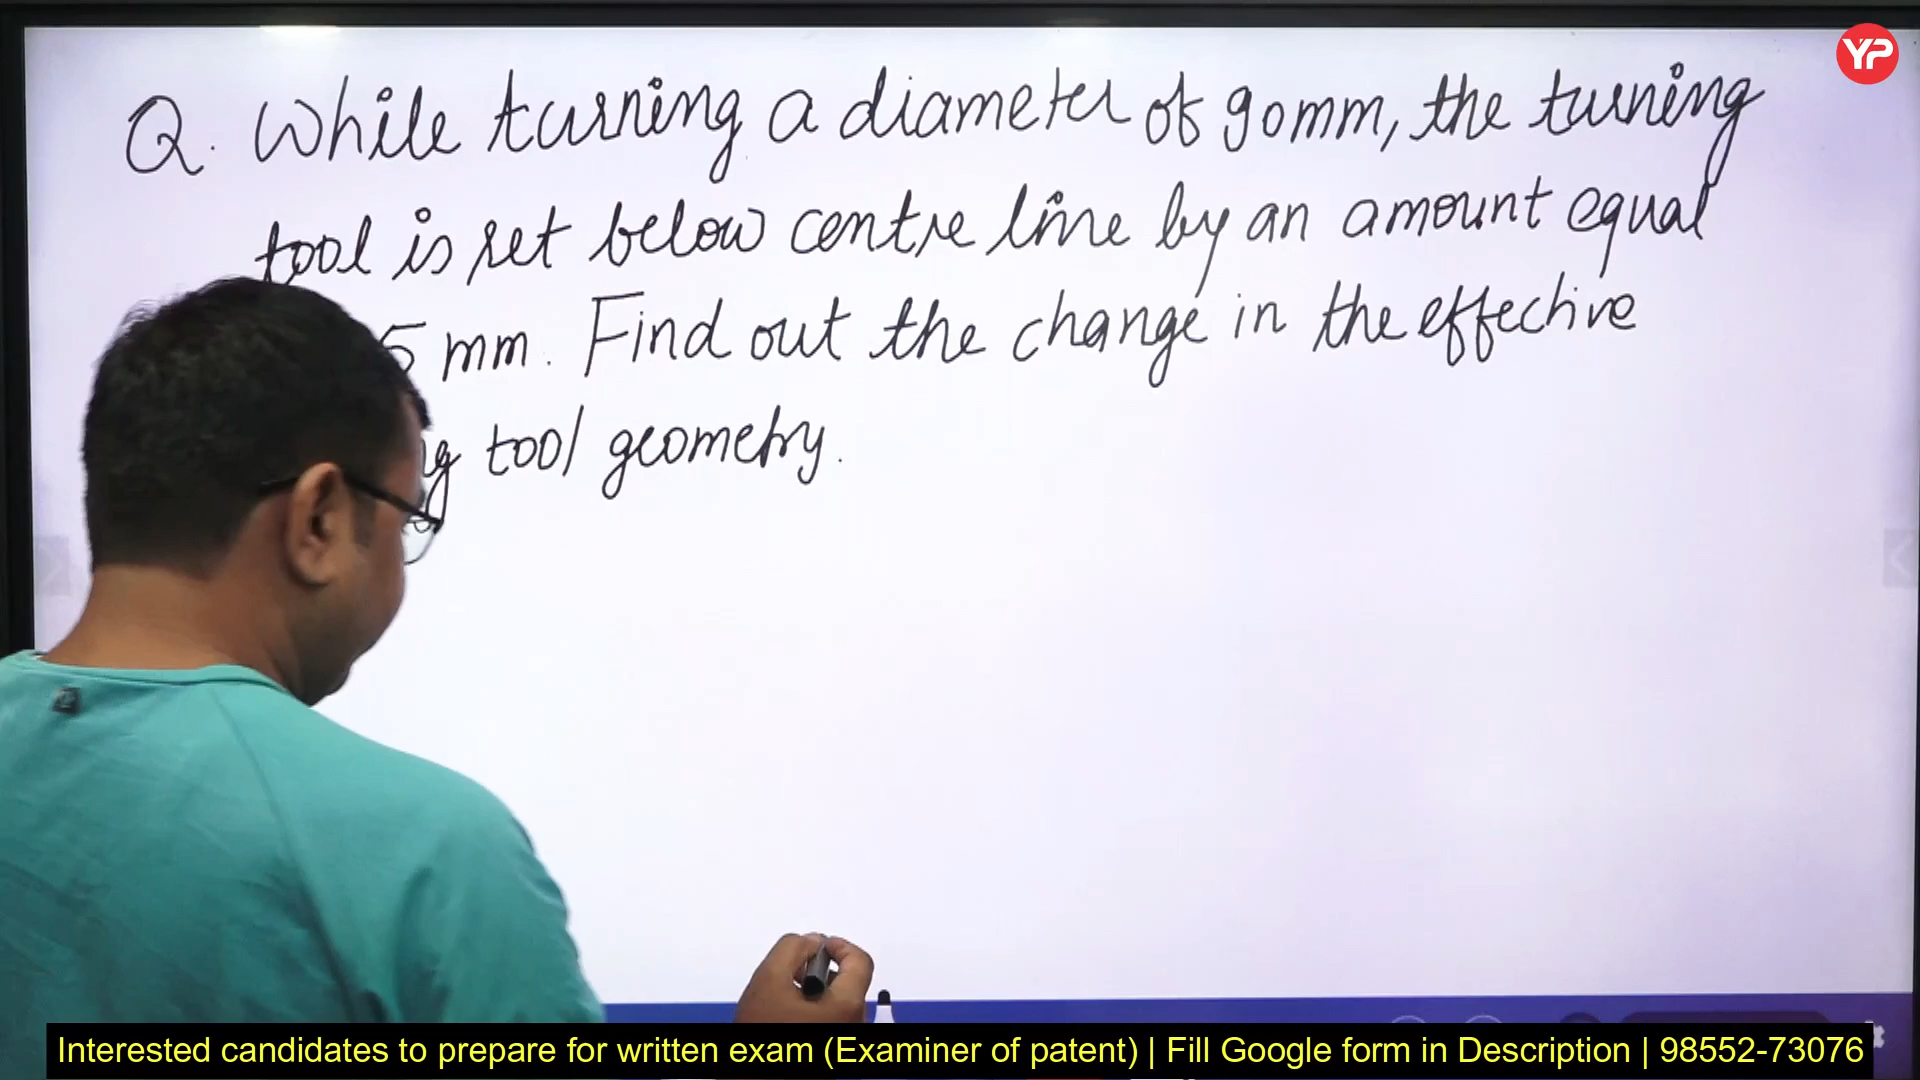 YP
Q. While turning a diameter of 90mm, the turning
tool is set below centre line by an amount equal
5 mm. Find out the change in the effective
tool geometry.
Interested candidates to prepare for written exam (Examiner of patent) | Fill Google form in Description | 98552-73076